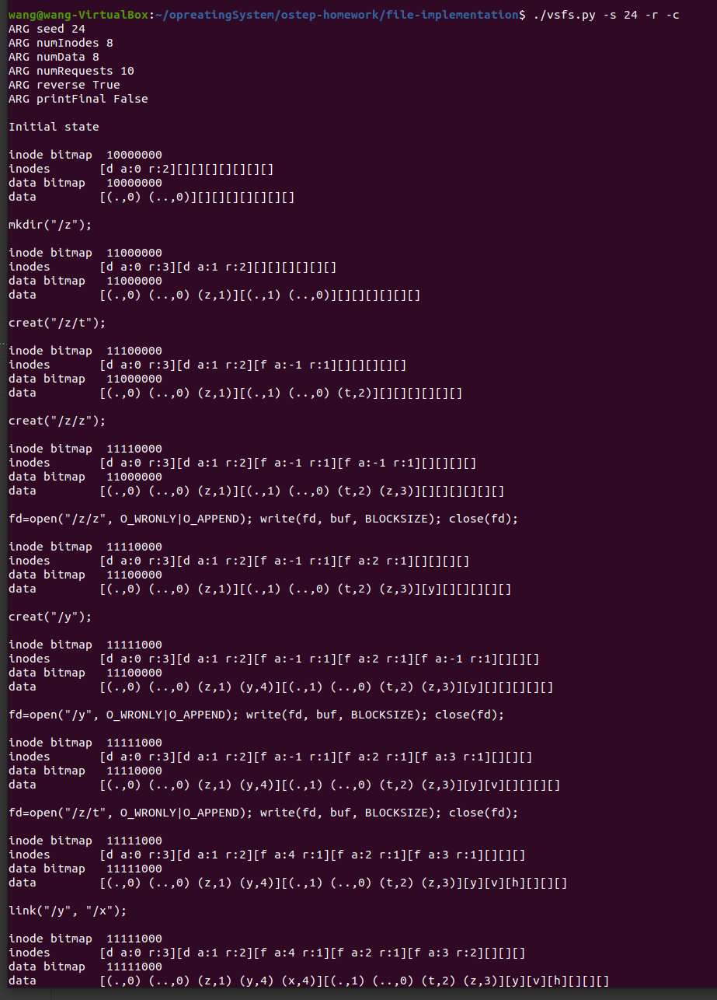 wang@wang-VirtualBox:~/opreatingSystem/ostep-homework/file-implementation$ ./vsfs.py -s 24 -r -c
ARG seed 24
ARG numInodes 8
ARG numData 8
ARG numRequests 10
ARG reverse True
ARG printFinal False

Initial state

inode bitmap  10000000
inodes       [d a:0 r:2][][][][][][][]
data bitmap   10000000
data         [(.,0) (..,0)][][][][][][][]

mkdir("/z");

inode bitmap  11000000
inodes       [d a:0 r:3][d a:1 r:2][][][][][][]
data bitmap   11000000
data         [(.,0) (..,0) (z,1)][(.,1) (..,0)][][][][][][]

creat("/z/t");

inode bitmap  11100000
inodes       [d a:0 r:3][d a:1 r:2][f a:-1 r:1][][][][][]
data bitmap   11000000
data         [(.,0) (..,0) (z,1)][(.,1) (..,0) (t,2)][][][][][][]

creat("/z/z");

inode bitmap  11110000
inodes       [d a:0 r:3][d a:1 r:2][f a:-1 r:1][f a:-1 r:1][][][][]
data bitmap   11000000
data         [(.,0) (..,0) (z,1)][(.,1) (..,0) (t,2) (z,3)][][][][][][]

fd=open("/z/z", O_WRONLY|O_APPEND); write(fd, buf, BLOCKSIZE); close(fd);

inode bitmap  11110000
inodes       [d a:0 r:3][d a:1 r:2][f a:-1 r:1][f a:2 r:1][][][][]
data bitmap   11100000
data         [(.,0) (..,0) (z,1)][(.,1) (..,0) (t,2) (z,3)][y][][][][][]

creat("/y");

inode bitmap  11111000
inodes       [d a:0 r:3][d a:1 r:2][f a:-1 r:1][f a:2 r:1][f a:-1 r:1][][][]
data bitmap   11100000
data         [(.,0) (..,0) (z,1) (y,4)][(.,1) (..,0) (t,2) (z,3)][y][][][][][]

fd=open("/y", O_WRONLY|O_APPEND); write(fd, buf, BLOCKSIZE); close(fd);

inode bitmap  11111000
inodes       [d a:0 r:3][d a:1 r:2][f a:-1 r:1][f a:2 r:1][f a:3 r:1][][][]
data bitmap   11110000
data         [(.,0) (..,0) (z,1) (y,4)][(.,1) (..,0) (t,2) (z,3)][y][v][][][][]

fd=open("/z/t", O_WRONLY|O_APPEND); write(fd, buf, BLOCKSIZE); close(fd);

inode bitmap  11111000
inodes       [d a:0 r:3][d a:1 r:2][f a:4 r:1][f a:2 r:1][f a:3 r:1][][][]
data bitmap   11111000
data         [(.,0) (..,0) (z,1) (y,4)][(.,1) (..,0) (t,2) (z,3)][y][v][h][][][]

link("/y", "/x");

inode bitmap  11111000
inodes       [d a:0 r:3][d a:1 r:2][f a:4 r:1][f a:2 r:1][f a:3 r:2][][][]
data bitmap   11111000
data         [(.,0) (..,0) (z,1) (y,4) (x,4)][(.,1) (..,0) (t,2) (z,3)][y][v][h][][][]